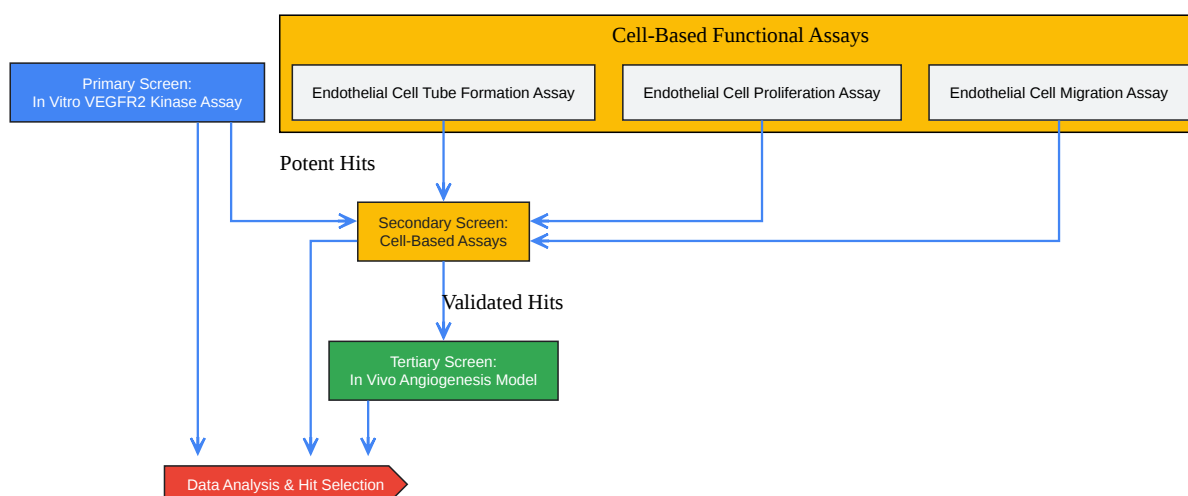 Cell-Based Functional Assays
Primary Screen:
In Vitro VEGFR2 Kinase Assay
Endothelial Cell Tube Formation Assay
Endothelial Cell Proliferation Assay
Endothelial Cell Migration Assay
Potent Hits
Secondary Screen:
Cell-Based Assays
Validated Hits
Tertiary Screen:
In Vivo Angiogenesis Model
Data Analysis & Hit Selection